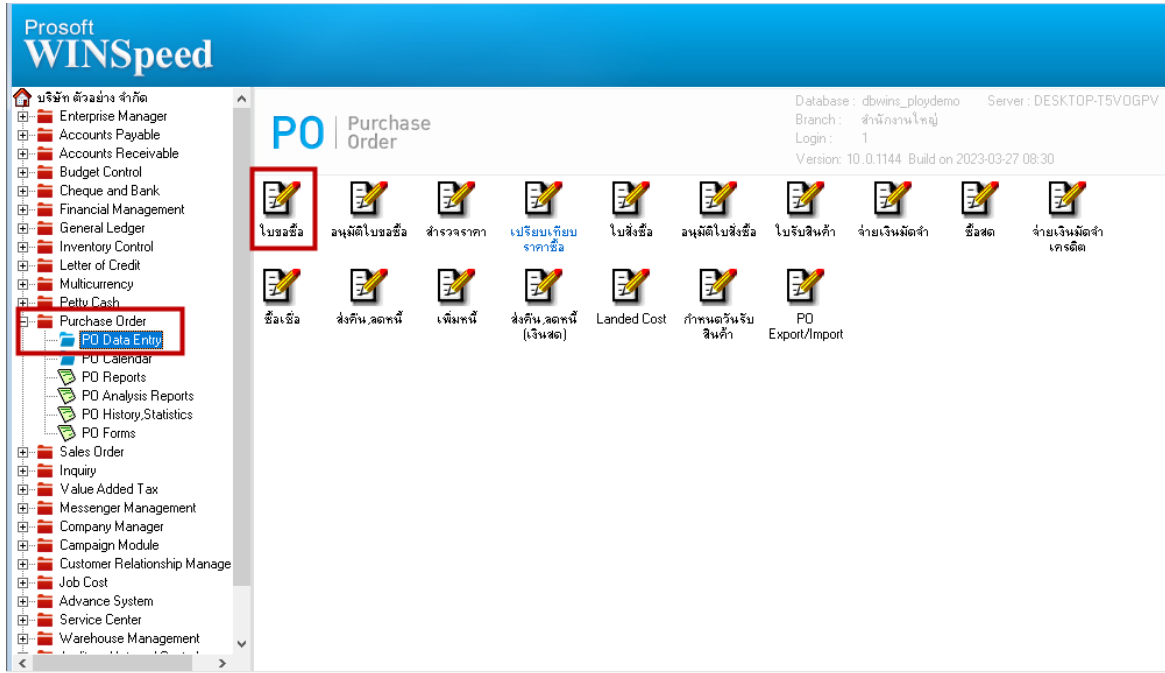 Prosoft
WINSpeed
บริษัท ตัวอย่าง จำกัด
Enterprise Manager
Accounts Payable
Accounts Receivable
Budget Control
Cheque and Bank
Financial Management
General Ledger
Inventory Control
Letter of Credit
Multicurrency
Petty Cash
Purchase Order
PO Data Entry
PO Calendar
PO Reports
PO Analysis Reports
PO History,Statistics
PO Forms
Sales Order
Inquiry
Value Added Tax
Messenger Management
Company Manager
Campaign Module
Customer Relationship Manage
Job Cost
Advance System
Service Center
Warehouse Management
PO Purchase
Order
Database : dbwins_ploydemo Server : DESKTOP-T5VOGPV
Branch : สำนักงานใหญ่
Login : 1
Version: 10.0.1144 Build on 2023-03-27 08:30
ใบขอซื้อ อนุมัติใบขอซื้อ สำรวจราคา เปรียบเทียบ ใบสั่งซื้อ อนุมัติใบสั่งซื้อ ใบรับสินค้า จ่ายเงินมัดจำ ซื้อสด จ่ายเงินมัดจำ
ราคาซื้อ เครดิต
ซื้อเชื่อ ส่งคืน,ลดหนี้ เพิ่มหนี้ ส่งคืน,ลดหนี้ Landed Cost กำหนดวันรับ PO
(เงินสด) สินค้า Export/Import